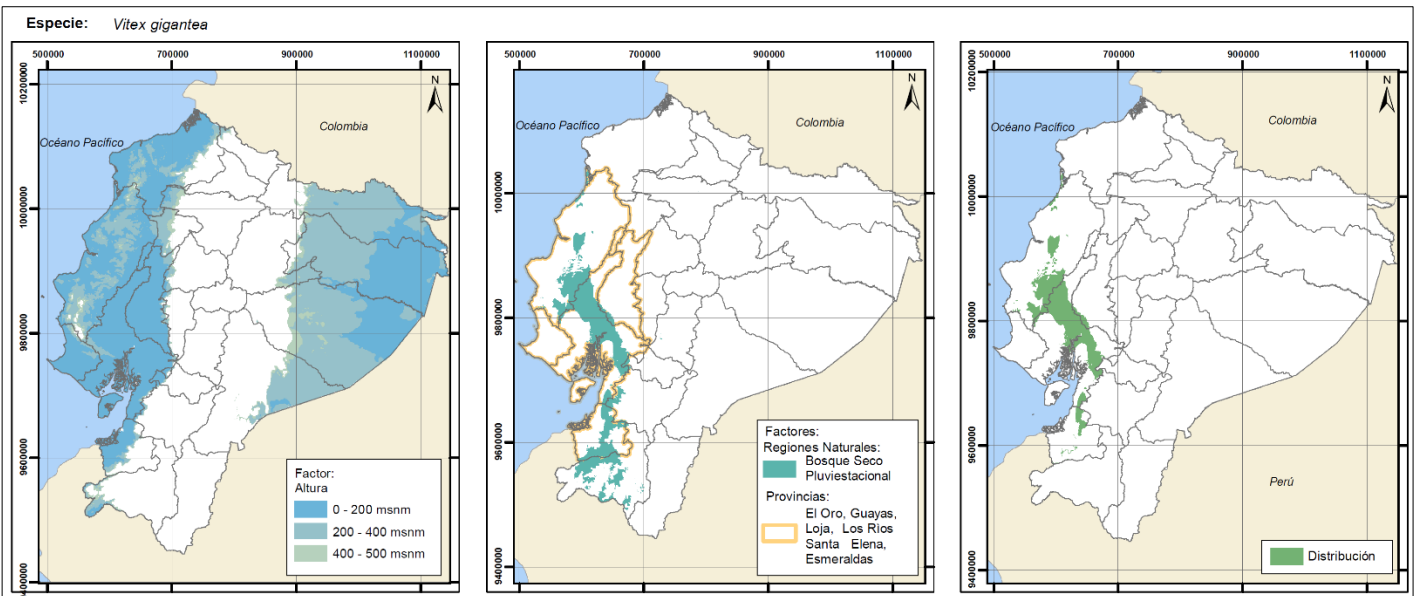 Especie: Vitex gigantea
500000 700000 900000 1100000
10200000
10000000
9800000
9600000
9400000
N
Colombia
Océano Pacífico
Factor:
Altura
0 - 200 msnm
200 - 400 msnm
400 - 500 msnm
500000 700000 900000 1100000
10000000
9800000
9600000
9400000
N
Océano Pacífico
Colombia
Factores:
Regiones Naturales:
Bosque Seco
Pluviestacional
Provincias:
El Oro, Guayas,
Loja, Los Rios
Santa Elena,
Esmeraldas
500000 700000 900000 1100000
10200000
10000000
9800000
9600000
9400000
N
Océano Pacífico
Colombia
Perú
Distribución